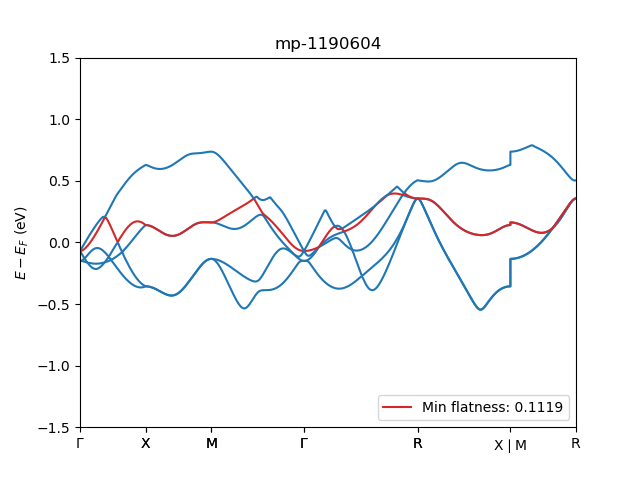 mp-1190604
1.5
1.0
0.5
0.0
−0.5
−1.0
−1.5
E − E_F (eV)
Γ X M Γ R X | M R
Min flatness: 0.1119